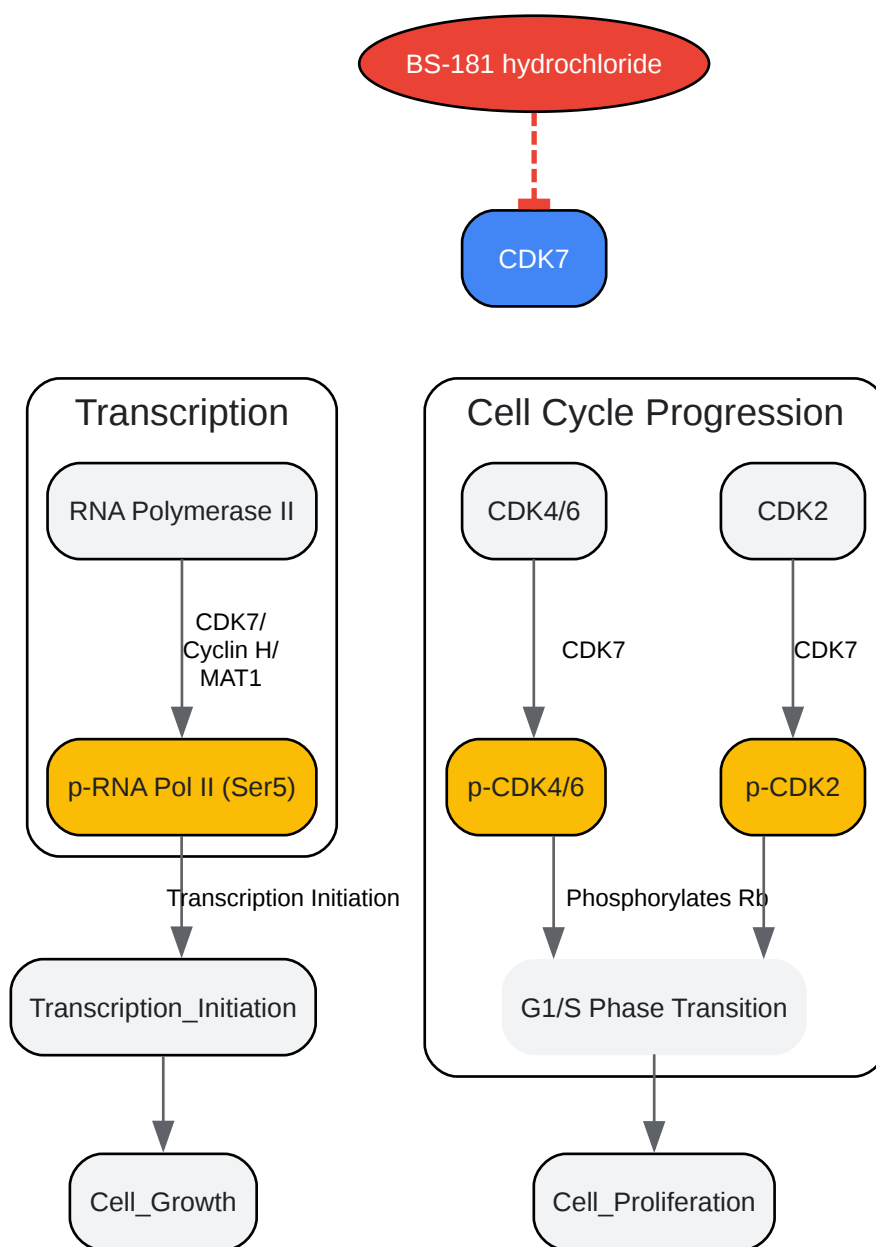 BS-181 hydrochloride
CDK7
Transcription
Cell Cycle Progression
RNA Polymerase II
CDK4/6
CDK2
CDK7/
Cyclin H/
MAT1
CDK7
CDK7
p-RNA Pol II (Ser5)
p-CDK4/6
p-CDK2
Transcription Initiation
Phosphorylates Rb
Transcription_Initiation
G1/S Phase Transition
Cell_Growth
Cell_Proliferation